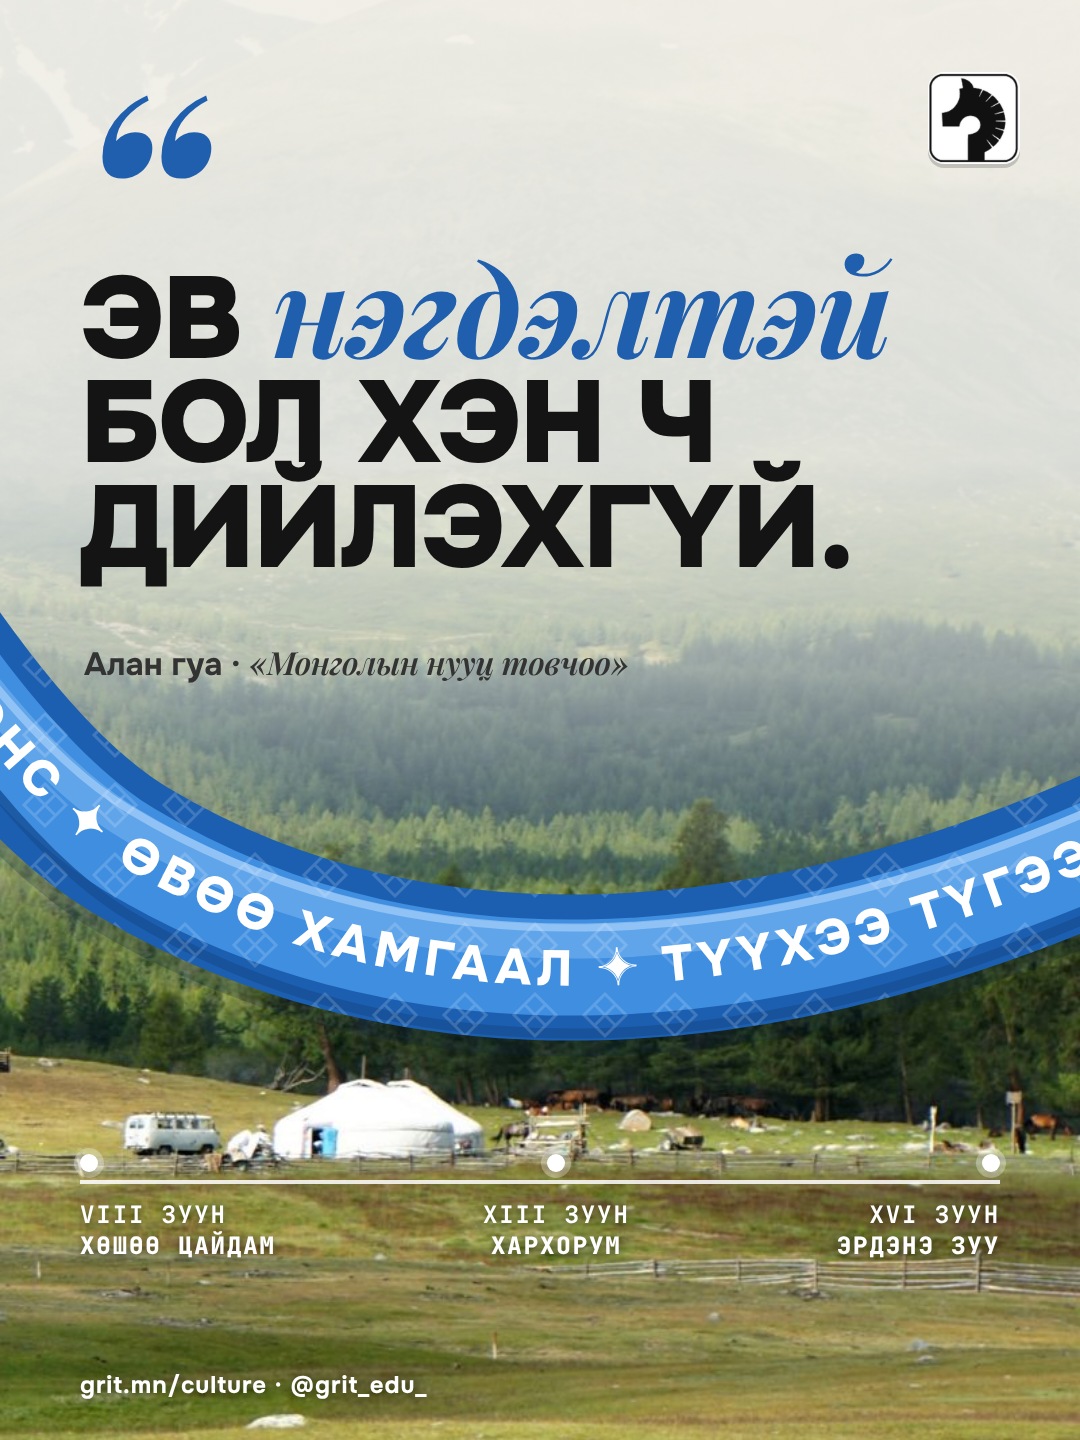 “
ЭВ нэгдэлтэй
БОЛ ХЭН Ч
ДИЙЛЭХГҮЙ.
Алан гуа · «Монголын нууц товчоо»
✦ ӨВӨӨ ХАМГААЛ ✦ ТҮҮХЭЭ
VIII ЗУУН
ХӨШӨӨ ЦАЙДАМ
XIII ЗУУН
ХАРХОРУМ
XVI ЗУУН
ЭРДЭНЭ ЗУУ
grit.mn/culture · @grit_edu_